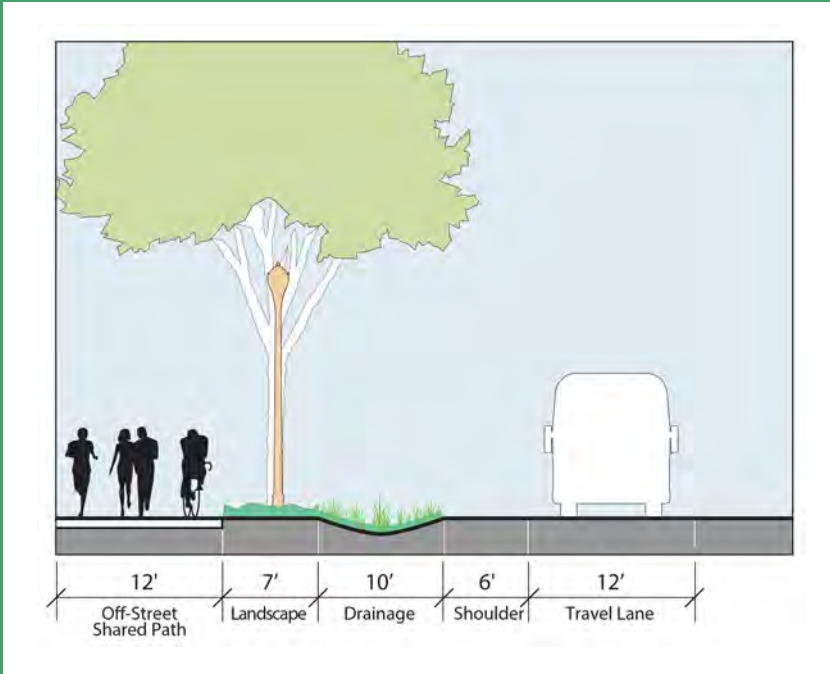 12' 7' 10' 6' 12'
Off-Street Landscape Drainage Shoulder Travel Lane
Shared Path